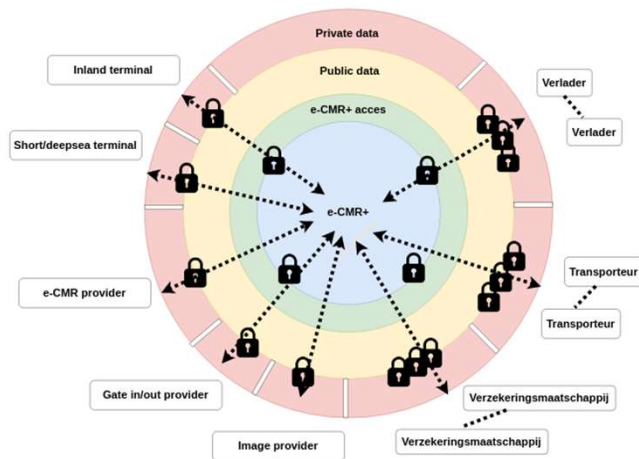 Private data
Public data
e-CMR+ acces
e-CMR+
Inland terminal
Short/deepsea terminal
e-CMR provider
Gate in/out provider
Image provider
Verlader
Verlader
Transporteur
Transporteur
Verzekeringsmaatschappij
Verzekeringsmaatschappij